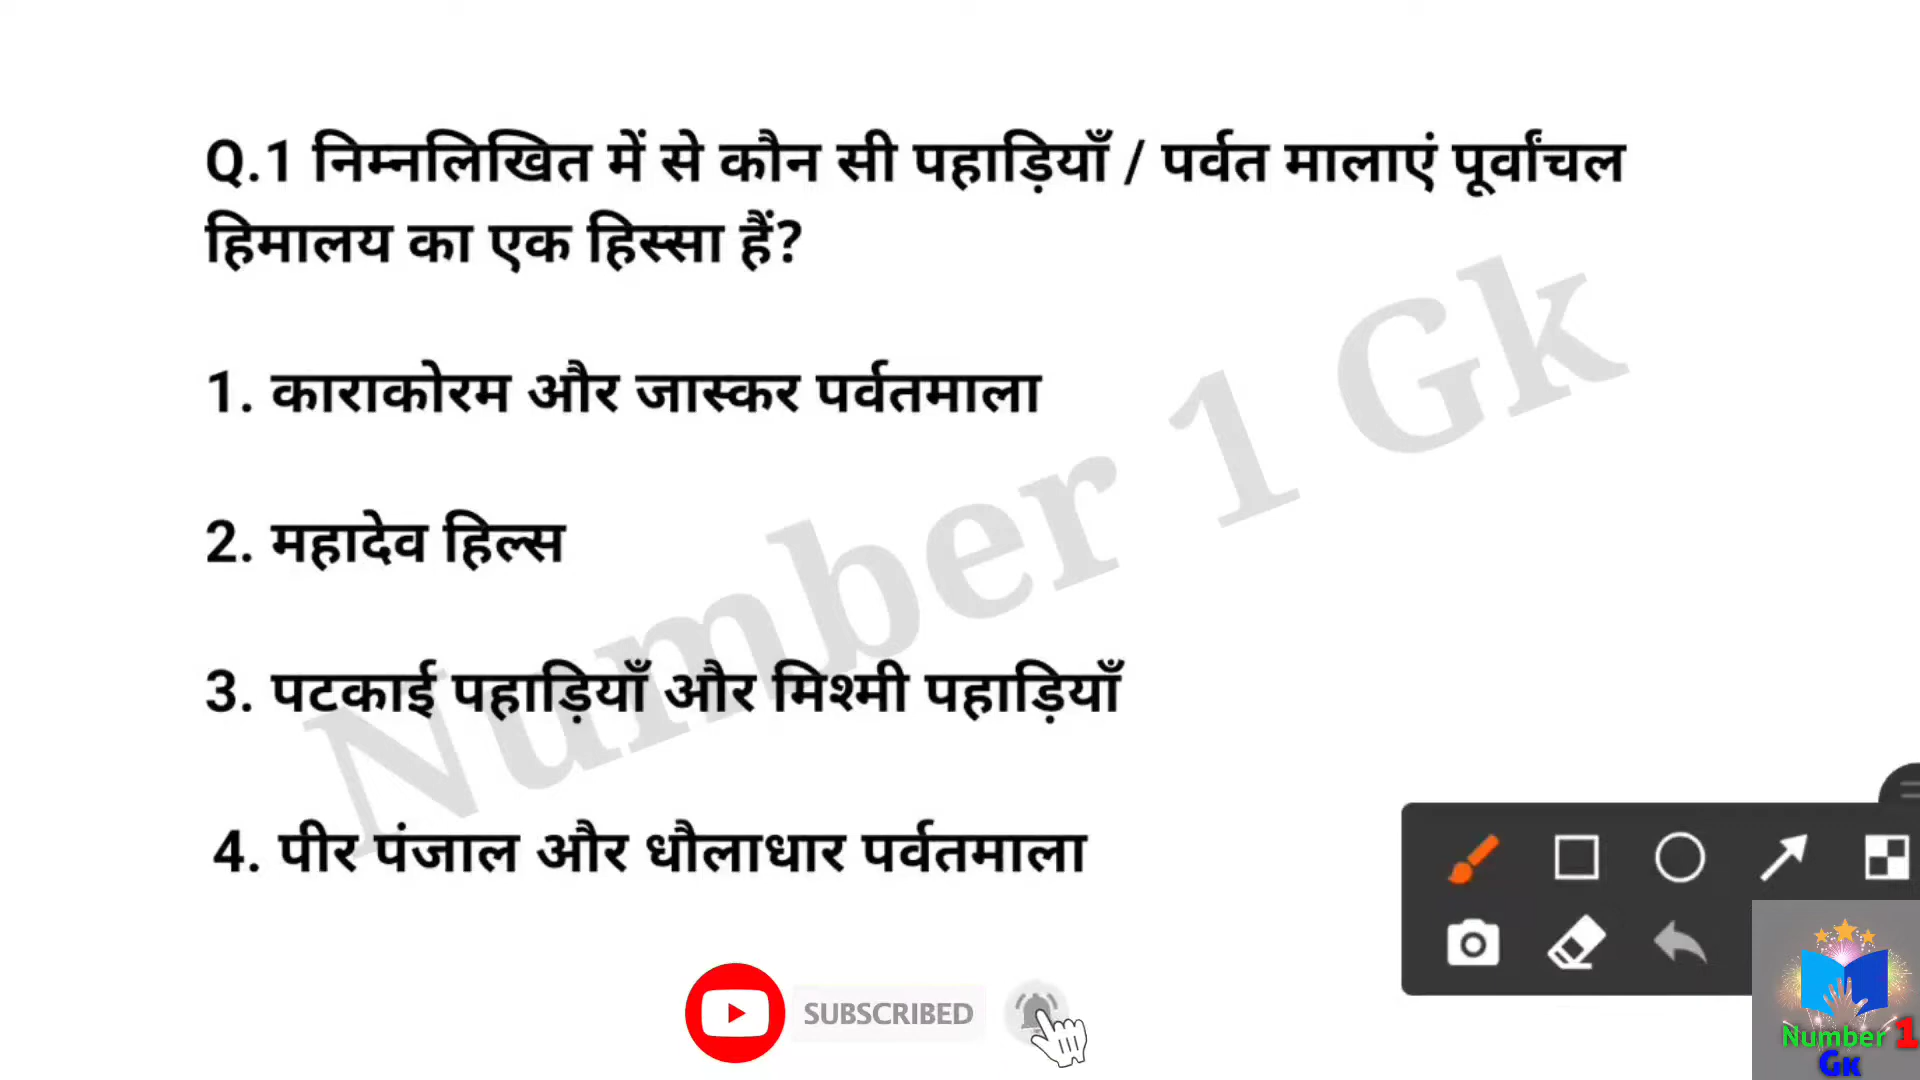 Q.1 निम्नलिखित में से कौन सी पहाड़ियाँ / पर्वत मालाएं पूर्वांचल
हिमालय का एक हिस्सा हैं?
1. काराकोरम और जास्कर पर्वतमाला
2. महादेव हिल्स
3. पटकाई पहाड़ियाँ और मिश्मी पहाड़ियाँ
4. पीर पंजाल और धौलाधार पर्वतमाला
Number 1 Gk
SUBSCRIBED
Number 1
GK